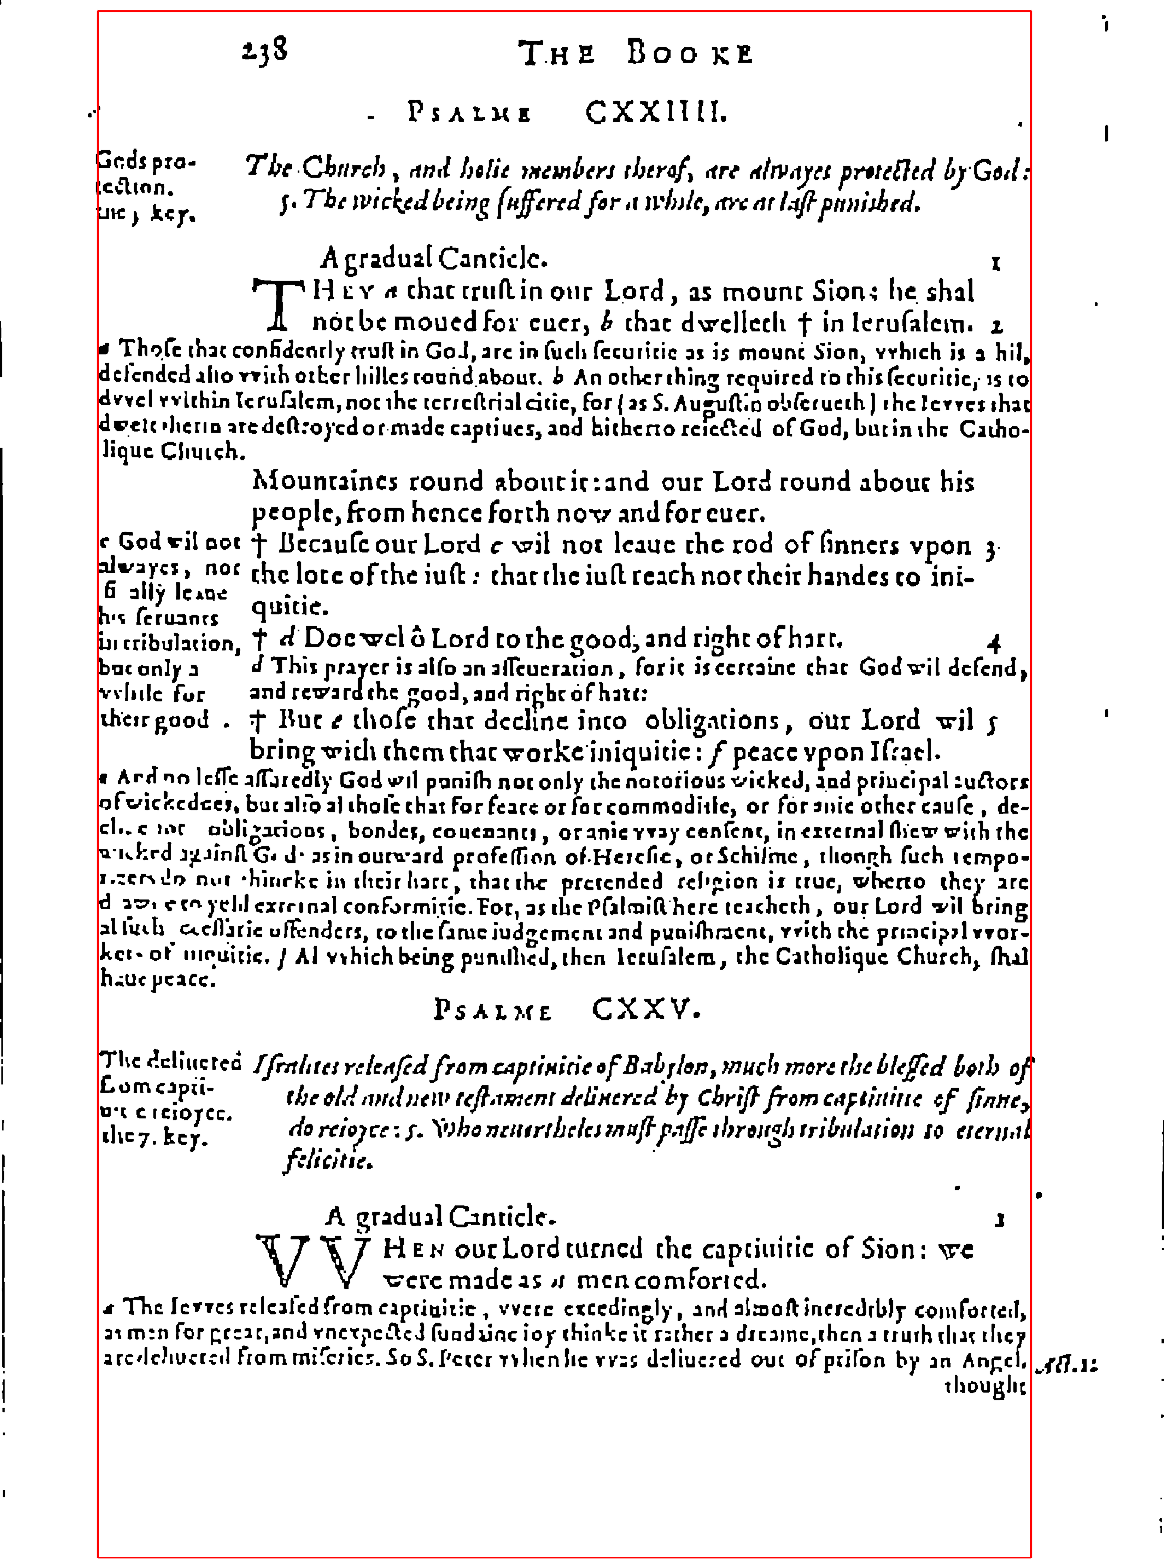 238 THE BOOKE
PSALME CXXIIII.
Gods pro-
tection.
the 3 key.
The Church, and holie members therof, are alwayes protected by God:
5. The wicked being ſuffered for a while, are at laſt punished.
A gradual Canticle. 1
THEY a that truſt in our Lord, as mount Sion: he shal
not be moued for euer, b that dwelleth † in Ieruſalem. 2
a Thoſe that confidently truſt in God, are in ſuch ſecuritie as is mount Sion, vvhich is a hil,
defended alſo vvith other hilles round about. b An other thing required to this ſecuritie, is to
dvvel vvithin Ieruſalem, not the terreſtrial citie, for (as S. Auguſtin obſerueth) the Ievves that
dwelt therin are deſtroyed or made captiues, and hitherto reiected of God, but in the Catho-
lique Church.
Mountaines round about it: and our Lord round about his
people, from hence forth now and for euer.
c God wil not
alwayes, nor
finally leaue
his ſeruants
in tribulation,
but only a
vvhile for
their good.
† Becauſe our Lord c wil not leaue the rod of ſinners vpon 3
the lote of the iuſt: that the iuſt reach not their handes to ini-
quitie.
† d Doe wel ô Lord to the good, and right of hart. 4
d This prayer is alſo an aſſeueration, for it is certaine that God wil defend,
and reward the good, and right of hart:
† But e thoſe that decline into obligations, our Lord wil 5
bring with them that worke iniquitie: f peace vpon Iſrael.
e And no leſſe aſſuredly God wil puniſh not only the notorious wicked, and principal auctors
of wickednes, but alſo al thoſe that for feare or for commoditie, or for anie other cauſe, de-
cline into obligations, bondes, couenants, or anie vvay conſent, in external ſhew with the
wicked againſt God: as in outward profeſſion of Hereſie, or Schiſme, though ſuch tempo-
rizers do not thinke in their hart, that the pretended religion is true, wherto they are
to yeld external conformitie. For, as the Pſalmiſt here teacheth, our Lord wil bring
al ſuch offenders, to the ſame iudgement and puniſhment, vvith the principal vvor-
kers of iniquitie. f Al vvhich being puniſhed, then Ieruſalem, the Catholique Church, ſhal
haue peace.
PSALME CXXV.
The deliuered
from capti-
uitie reioyce.
the 7. key.
Iſraelites releaſed from captiuitie of Babylon, much more the bleſſed both of
the old and new teſtament deliuered by Chriſt from captiuitie of ſinne,
do reioyce: 5. VVho neuertheles muſt paſſe through tribulation to eternal
felicitie.
A gradual Canticle. 1
VVHEN our Lord turned the captiuitie of Sion: we
were made as a men comforted.
a The Ievves releaſed from captiuitie, vvere excedingly, and almoſt incredibly comforted,
as men for great, and vnexpected ſuddaine ioy thinke it rather a dreame, then a truth that they
are deliuered from miſeries. So S. Peter vvhen he vvas deliuered out of priſon by an Angel. Act. 12
thought